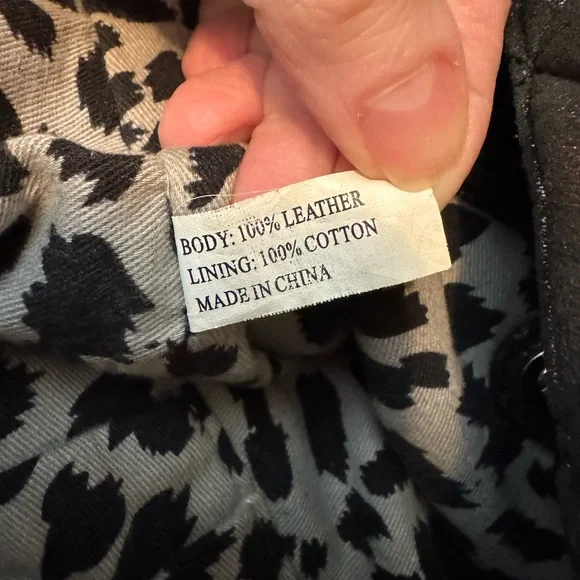 BODY: 100% LEATHER
LINING: 100% COTTON
MADE IN CHINA